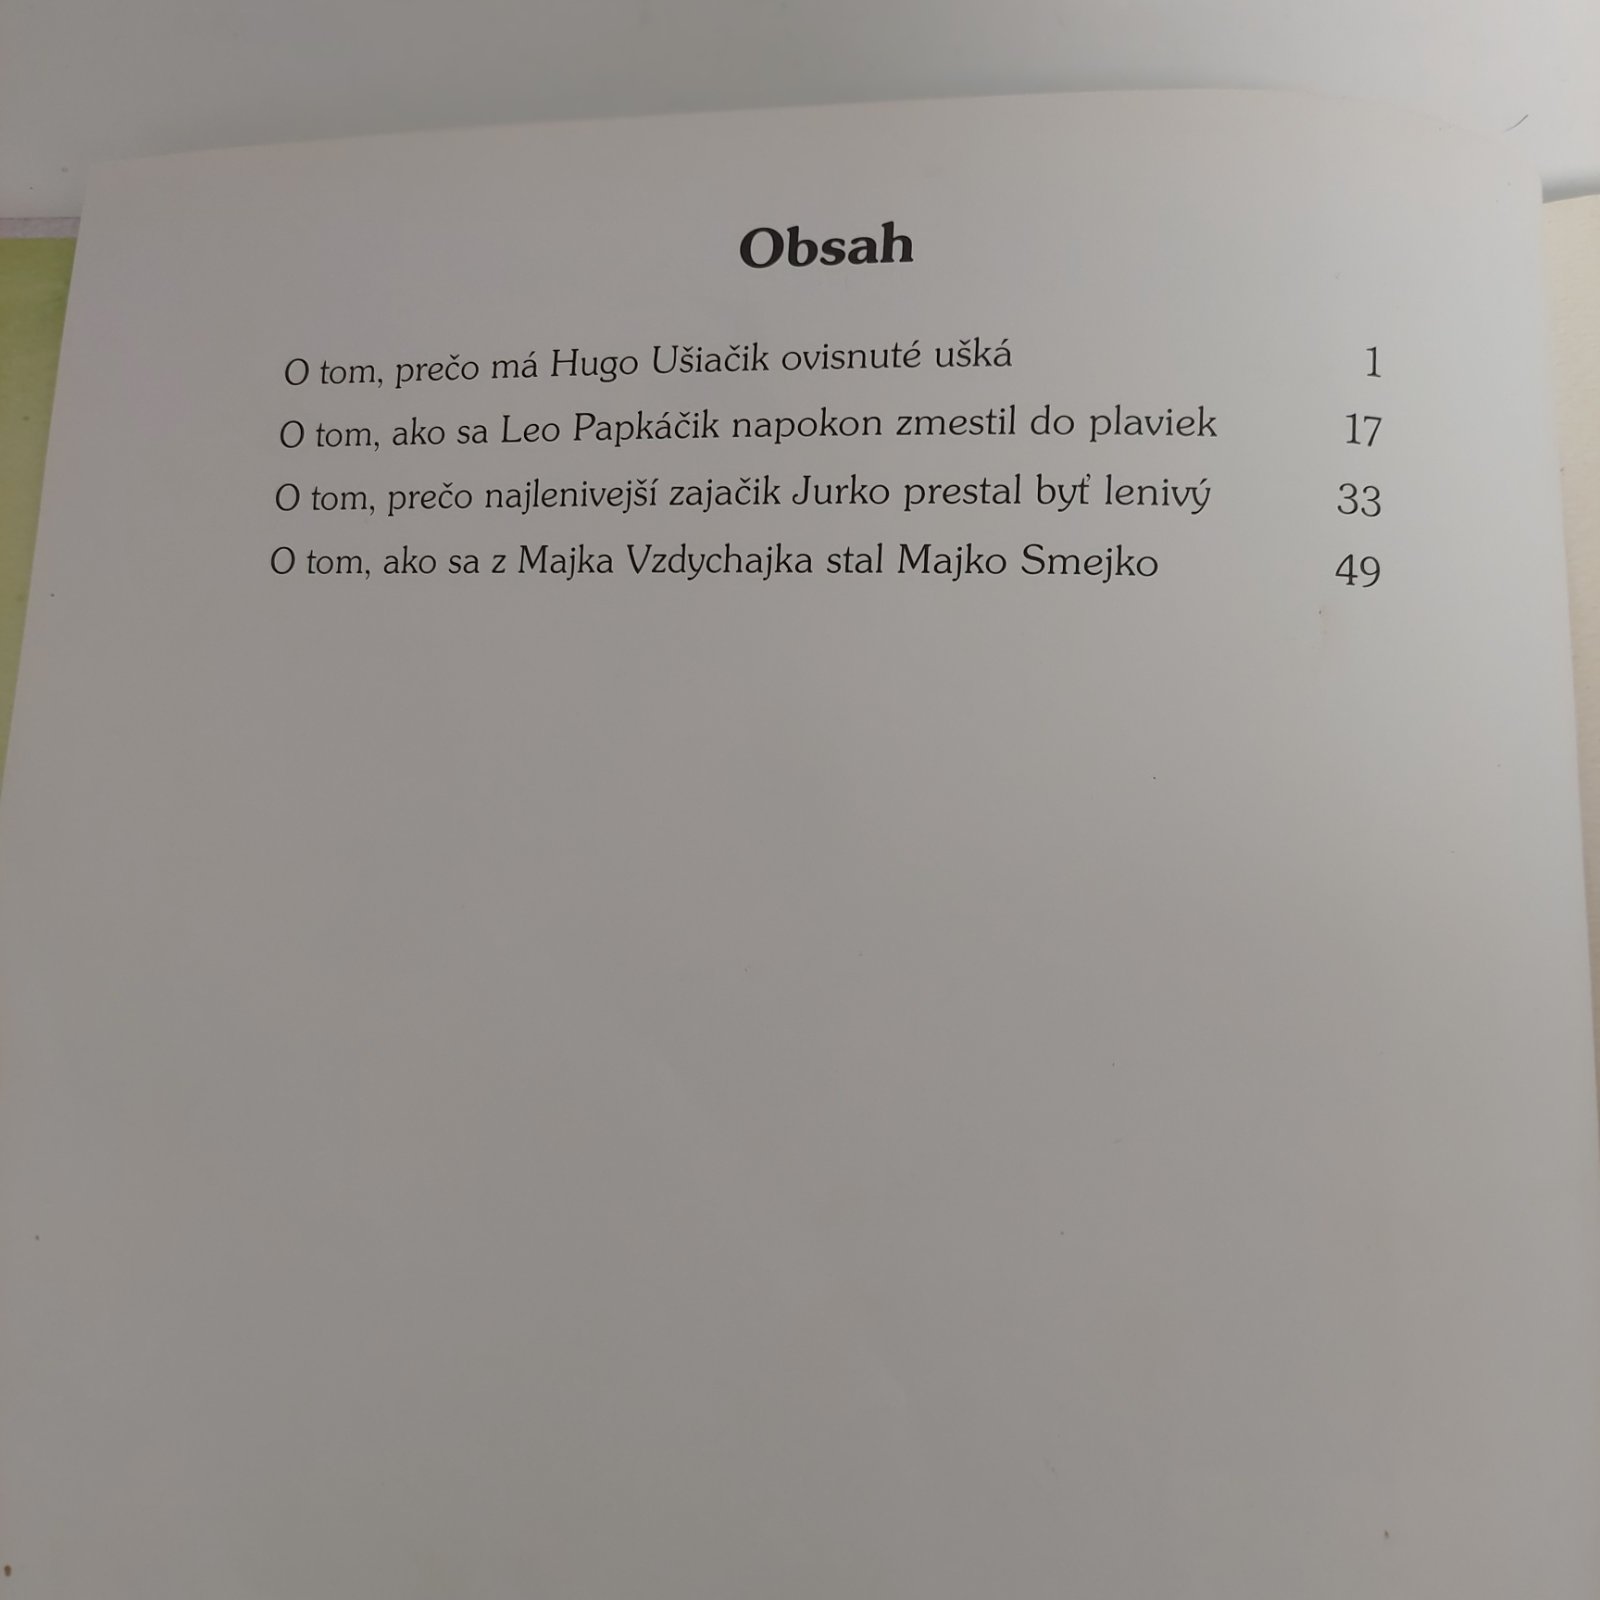 Obsah
O tom, prečo má Hugo Ušiačik ovisnuté ušká 1
O tom, ako sa Leo Papkáčik napokon zmestil do plaviek 17
O tom, prečo najlenivejší zajačik Jurko prestal byť lenivý 33
O tom, ako sa z Majka Vzdychajka stal Majko Smejko 49